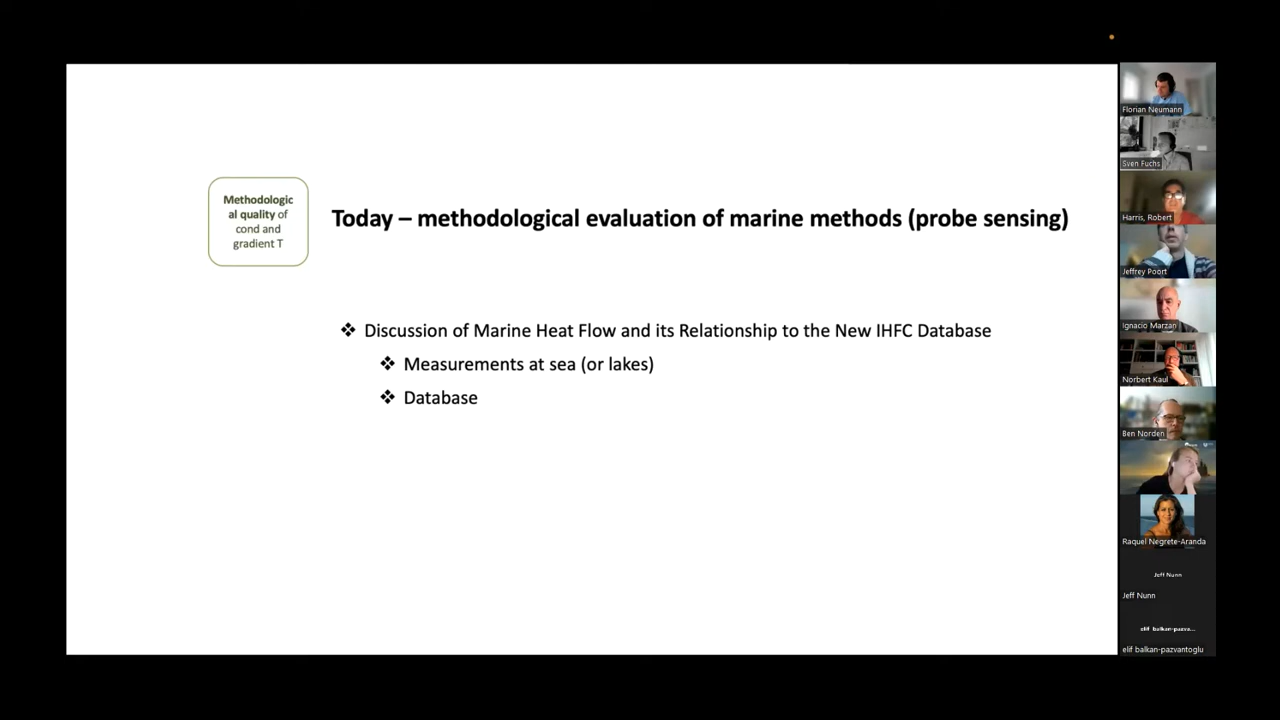 Methodologic
al quality of
cond and
gradient T
Today – methodological evaluation of marine methods (probe sensing)
❖ Discussion of Marine Heat Flow and its Relationship to the New IHFC Database
❖ Measurements at sea (or lakes)
❖ Database
Florian Neumann
Sven Fuchs
Harris, Robert
Jeffrey Poort
Ignacio Marzan
Norbert Kaul
Ben Norden
Raquel Negrete-Aranda
Jeff Nunn
Jeff Nunn
elif balkan-pazva...
elif balkan-pazvantoglu